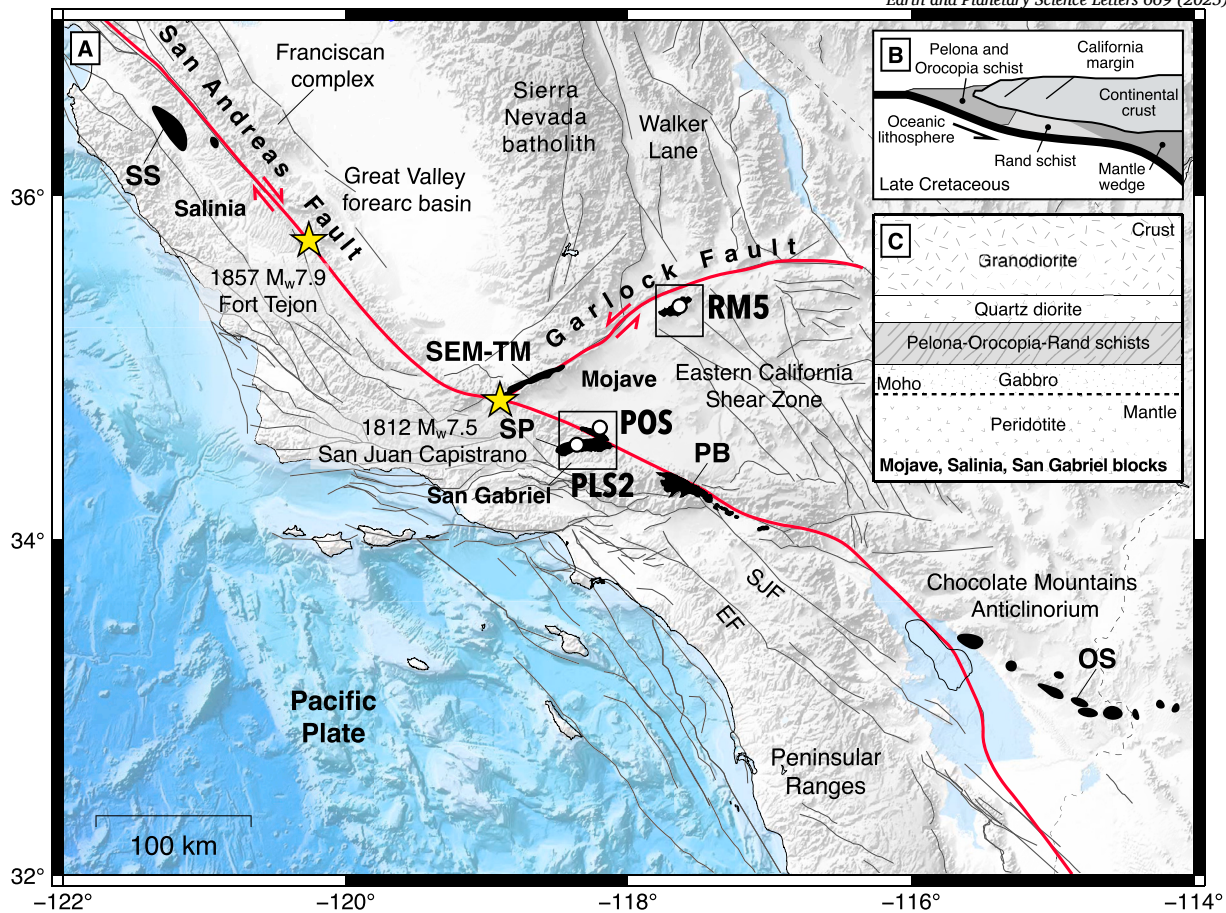 Earth and Planetary Science Letters 669 (2025)
A
San Andreas Fault
Franciscan
complex
Sierra
Nevada
batholith
Walker
Lane
Great Valley
forearc basin
SS
Salinia
36°
1857 Mw7.9
Fort Tejon
Garlock Fault
RM5
SEM-TM
Mojave
Eastern California
Shear Zone
1812 Mw7.5
San Juan Capistrano
SP
POS
PB
San Gabriel
PLS2
34°
SJF
EF
Chocolate Mountains
Anticlinorium
OS
Pacific
Plate
Peninsular
Ranges
100 km
32°
−122°
−120°
−118°
−116°
−114°
B
Pelona and
Orocopia schist
California
margin
Continental
crust
Oceanic
lithosphere
Rand schist
Mantle
wedge
Late Cretaceous
C
Crust
Granodiorite
Quartz diorite
Pelona-Orocopia-Rand schists
Gabbro
Moho
Mantle
Peridotite
Mojave, Salinia, San Gabriel blocks